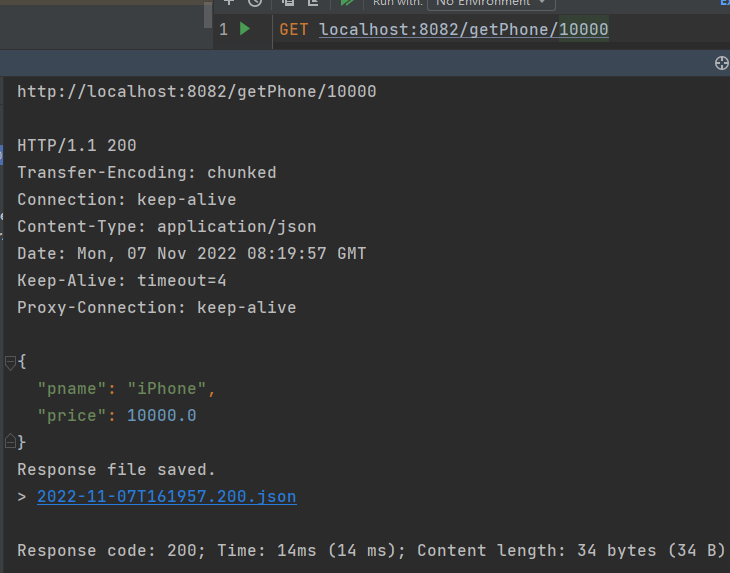 Run with: No Environment
1 GET localhost:8082/getPhone/10000
http://localhost:8082/getPhone/10000
HTTP/1.1 200
Transfer-Encoding: chunked
Connection: keep-alive
Content-Type: application/json
Date: Mon, 07 Nov 2022 08:19:57 GMT
Keep-Alive: timeout=4
Proxy-Connection: keep-alive
{
"pname": "iPhone",
"price": 10000.0
}
Response file saved.
> 2022-11-07T161957.200.json
Response code: 200; Time: 14ms (14 ms); Content length: 34 bytes (34 B)